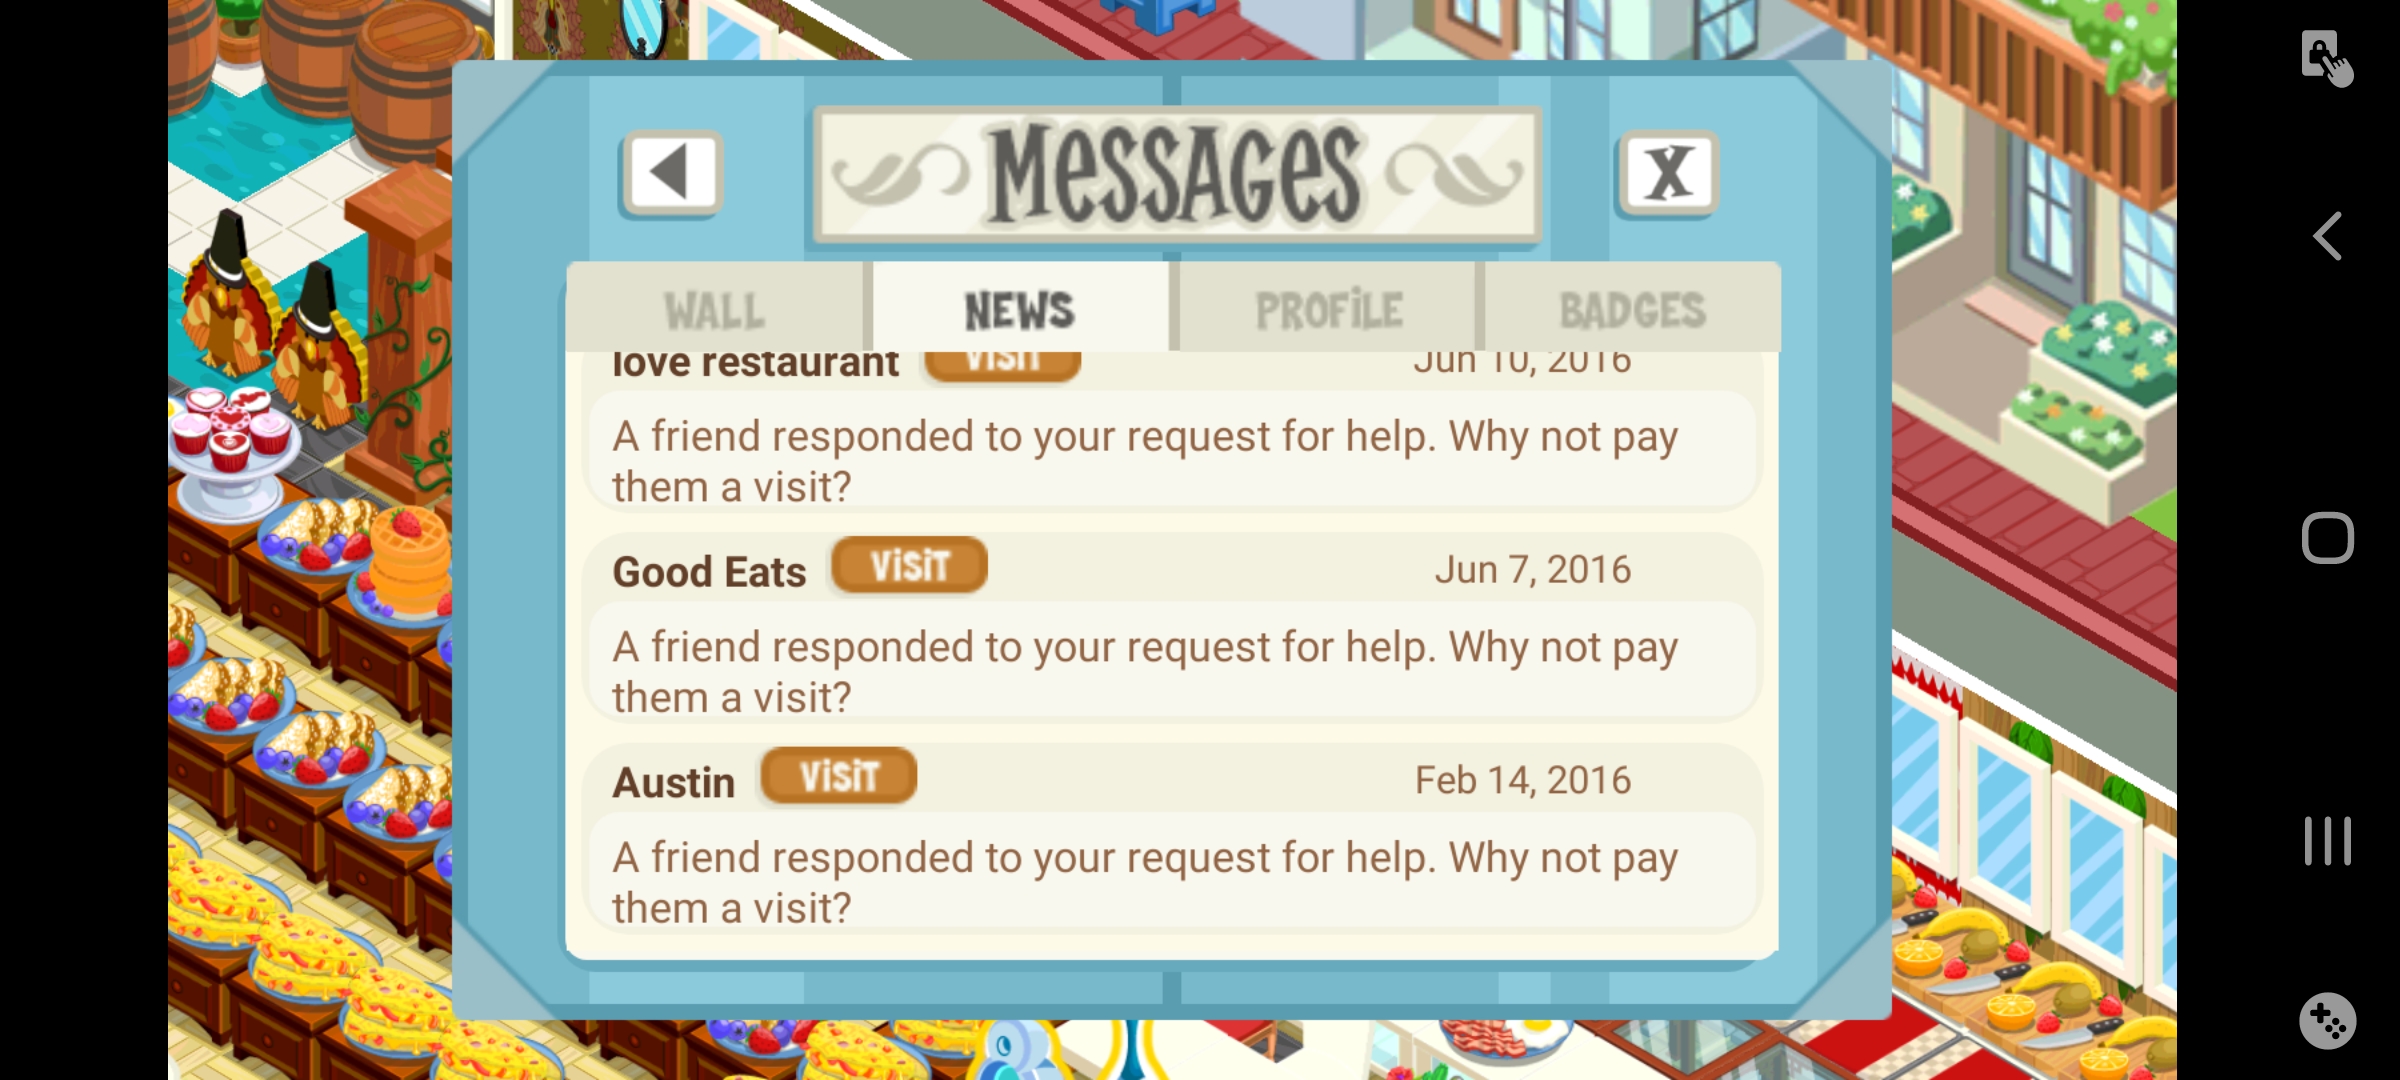 MESSAGES
X
WALL NEWS PROFILE BADGES
love restaurant VISIT Jun 10, 2016
A friend responded to your request for help. Why not pay
them a visit?
Good Eats VISIT Jun 7, 2016
A friend responded to your request for help. Why not pay
them a visit?
Austin VISIT Feb 14, 2016
A friend responded to your request for help. Why not pay
them a visit?